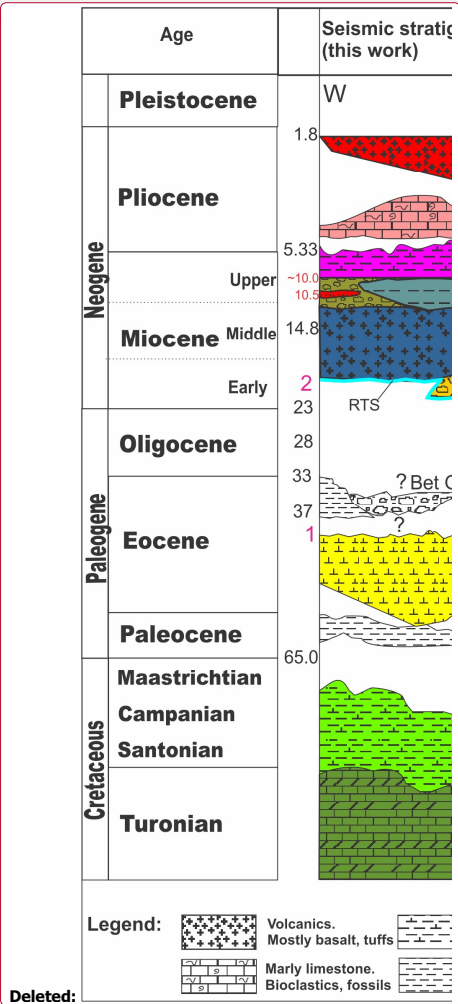 Age
Seismic stratig
(this work)
Pleistocene
W
1.8
Pliocene
5.33
Neogene
Upper
~10.0
10.5
Miocene
Middle
14.8
Early
2
RTS
23
Oligocene
28
33
? Bet
37
?
1
Paleogene
Eocene
Paleocene
65.0
Maastrichtian
Campanian
Santonian
Cretaceous
Turonian
Legend:
Volcanics.
Mostly basalt, tuffs
Marly limestone.
Bioclastics, fossils
Deleted: